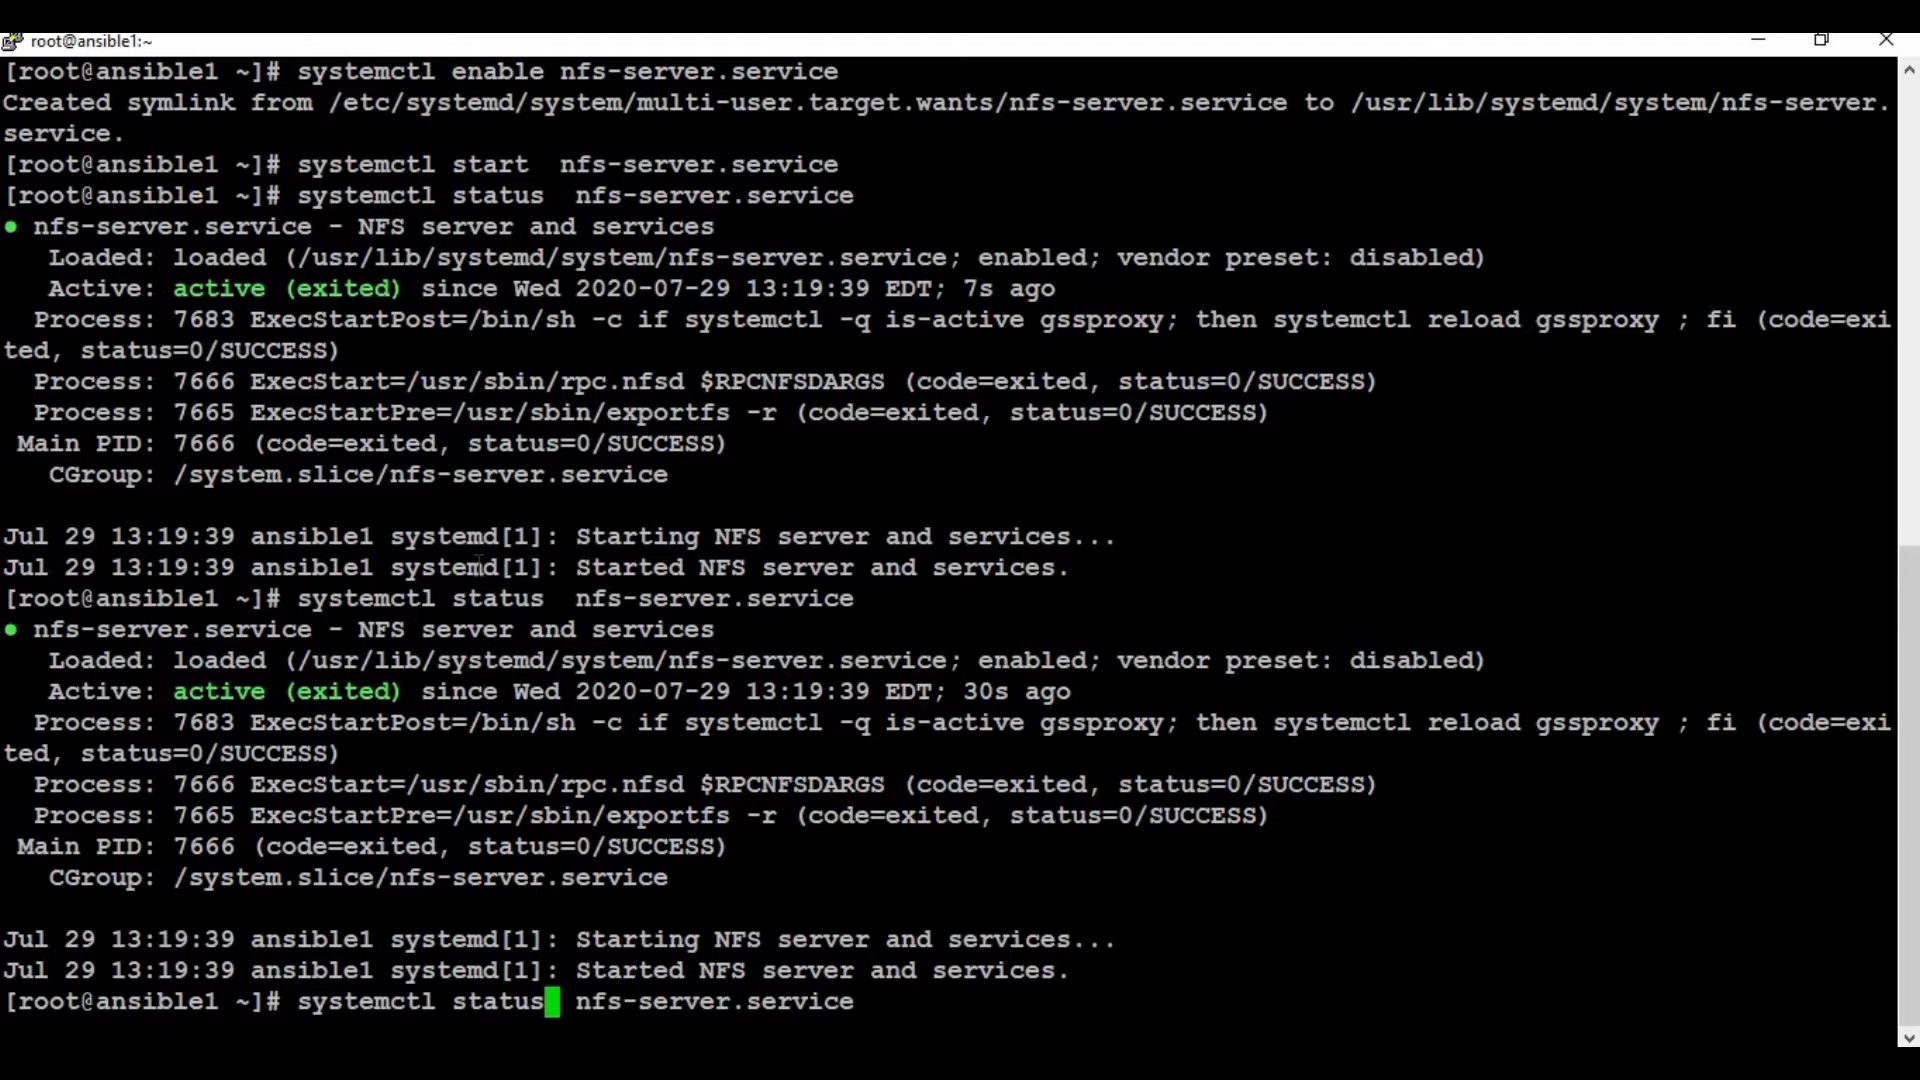 root@ansible1:~
[root@ansible1 ~]# systemctl enable nfs-server.service
Created symlink from /etc/systemd/system/multi-user.target.wants/nfs-server.service to /usr/lib/systemd/system/nfs-server.
service.
[root@ansible1 ~]# systemctl start  nfs-server.service
[root@ansible1 ~]# systemctl status  nfs-server.service
● nfs-server.service - NFS server and services
   Loaded: loaded (/usr/lib/systemd/system/nfs-server.service; enabled; vendor preset: disabled)
   Active: active (exited) since Wed 2020-07-29 13:19:39 EDT; 7s ago
  Process: 7683 ExecStartPost=/bin/sh -c if systemctl -q is-active gssproxy; then systemctl reload gssproxy ; fi (code=exi
ted, status=0/SUCCESS)
  Process: 7666 ExecStart=/usr/sbin/rpc.nfsd $RPCNFSDARGS (code=exited, status=0/SUCCESS)
  Process: 7665 ExecStartPre=/usr/sbin/exportfs -r (code=exited, status=0/SUCCESS)
 Main PID: 7666 (code=exited, status=0/SUCCESS)
   CGroup: /system.slice/nfs-server.service

Jul 29 13:19:39 ansible1 systemd[1]: Starting NFS server and services...
Jul 29 13:19:39 ansible1 systemd[1]: Started NFS server and services.
[root@ansible1 ~]# systemctl status  nfs-server.service
● nfs-server.service - NFS server and services
   Loaded: loaded (/usr/lib/systemd/system/nfs-server.service; enabled; vendor preset: disabled)
   Active: active (exited) since Wed 2020-07-29 13:19:39 EDT; 30s ago
  Process: 7683 ExecStartPost=/bin/sh -c if systemctl -q is-active gssproxy; then systemctl reload gssproxy ; fi (code=exi
ted, status=0/SUCCESS)
  Process: 7666 ExecStart=/usr/sbin/rpc.nfsd $RPCNFSDARGS (code=exited, status=0/SUCCESS)
  Process: 7665 ExecStartPre=/usr/sbin/exportfs -r (code=exited, status=0/SUCCESS)
 Main PID: 7666 (code=exited, status=0/SUCCESS)
   CGroup: /system.slice/nfs-server.service

Jul 29 13:19:39 ansible1 systemd[1]: Starting NFS server and services...
Jul 29 13:19:39 ansible1 systemd[1]: Started NFS server and services.
[root@ansible1 ~]# systemctl status  nfs-server.service